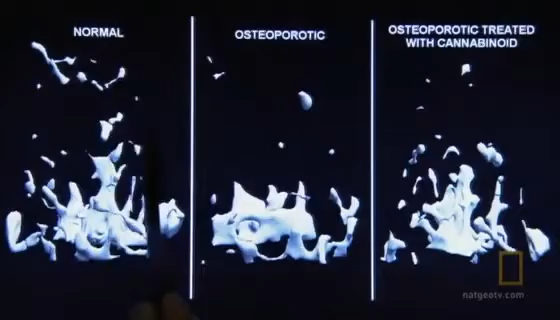 NORMAL
OSTEOPOROTIC
OSTEOPOROTIC TREATED
WITH CANNABINOID
natgeotv.com